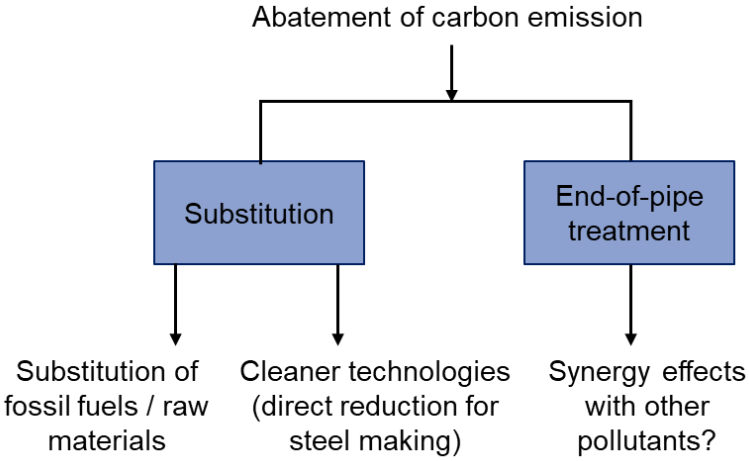 Abatement of carbon emission
Substitution
End-of-pipe
treatment
Substitution of
fossil fuels / raw
materials
Cleaner technologies
(direct reduction for
steel making)
Synergy effects
with other
pollutants?